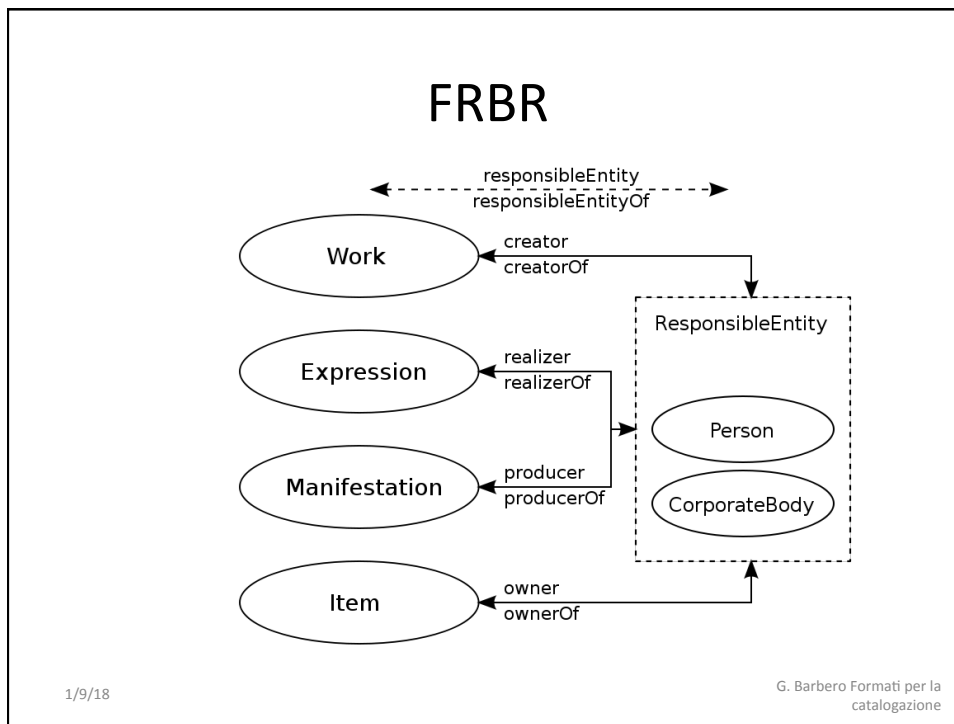 FRBR
responsibleEntity
responsibleEntityOf
Work
creator
creatorOf
ResponsibleEntity
Expression
realizer
realizerOf
Person
Manifestation
producer
producerOf
CorporateBody
Item
owner
ownerOf
1/9/18
G. Barbero Formati per la
catalogazione